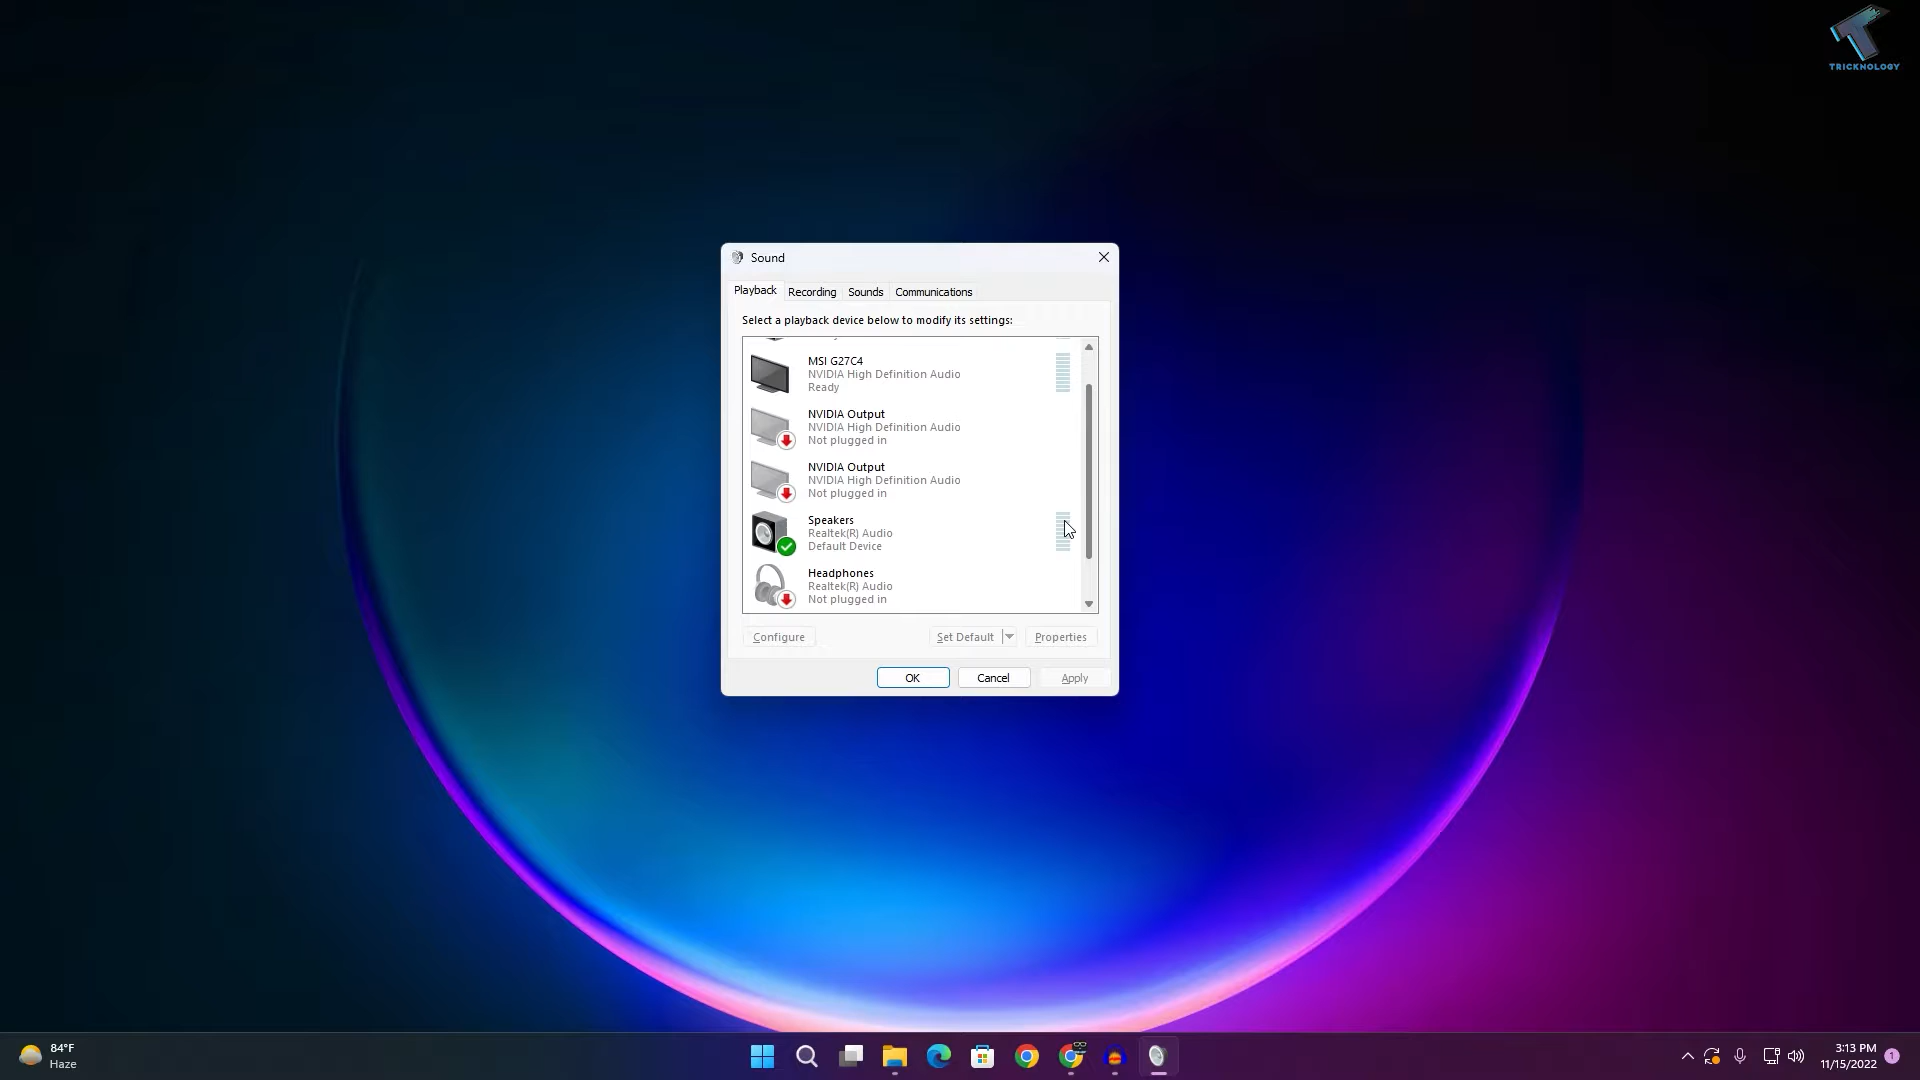 TRICKNOLOGY
Sound
Playback Recording Sounds Communications
Select a playback device below to modify its settings:
MSI G27C4
NVIDIA High Definition Audio
Ready
NVIDIA Output
NVIDIA High Definition Audio
Not plugged in
NVIDIA Output
NVIDIA High Definition Audio
Not plugged in
Speakers
Realtek(R) Audio
Default Device
Headphones
Realtek(R) Audio
Not plugged in
Configure Set Default Properties
OK Cancel Apply
84°F
Haze
3:13 PM
11/15/2022
1